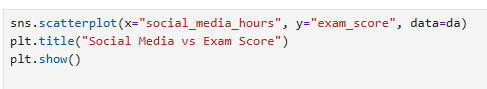 sns.scatterplot(x="social_media_hours", y="exam_score", data=da)
plt.title("Social Media vs Exam Score")
plt.show()